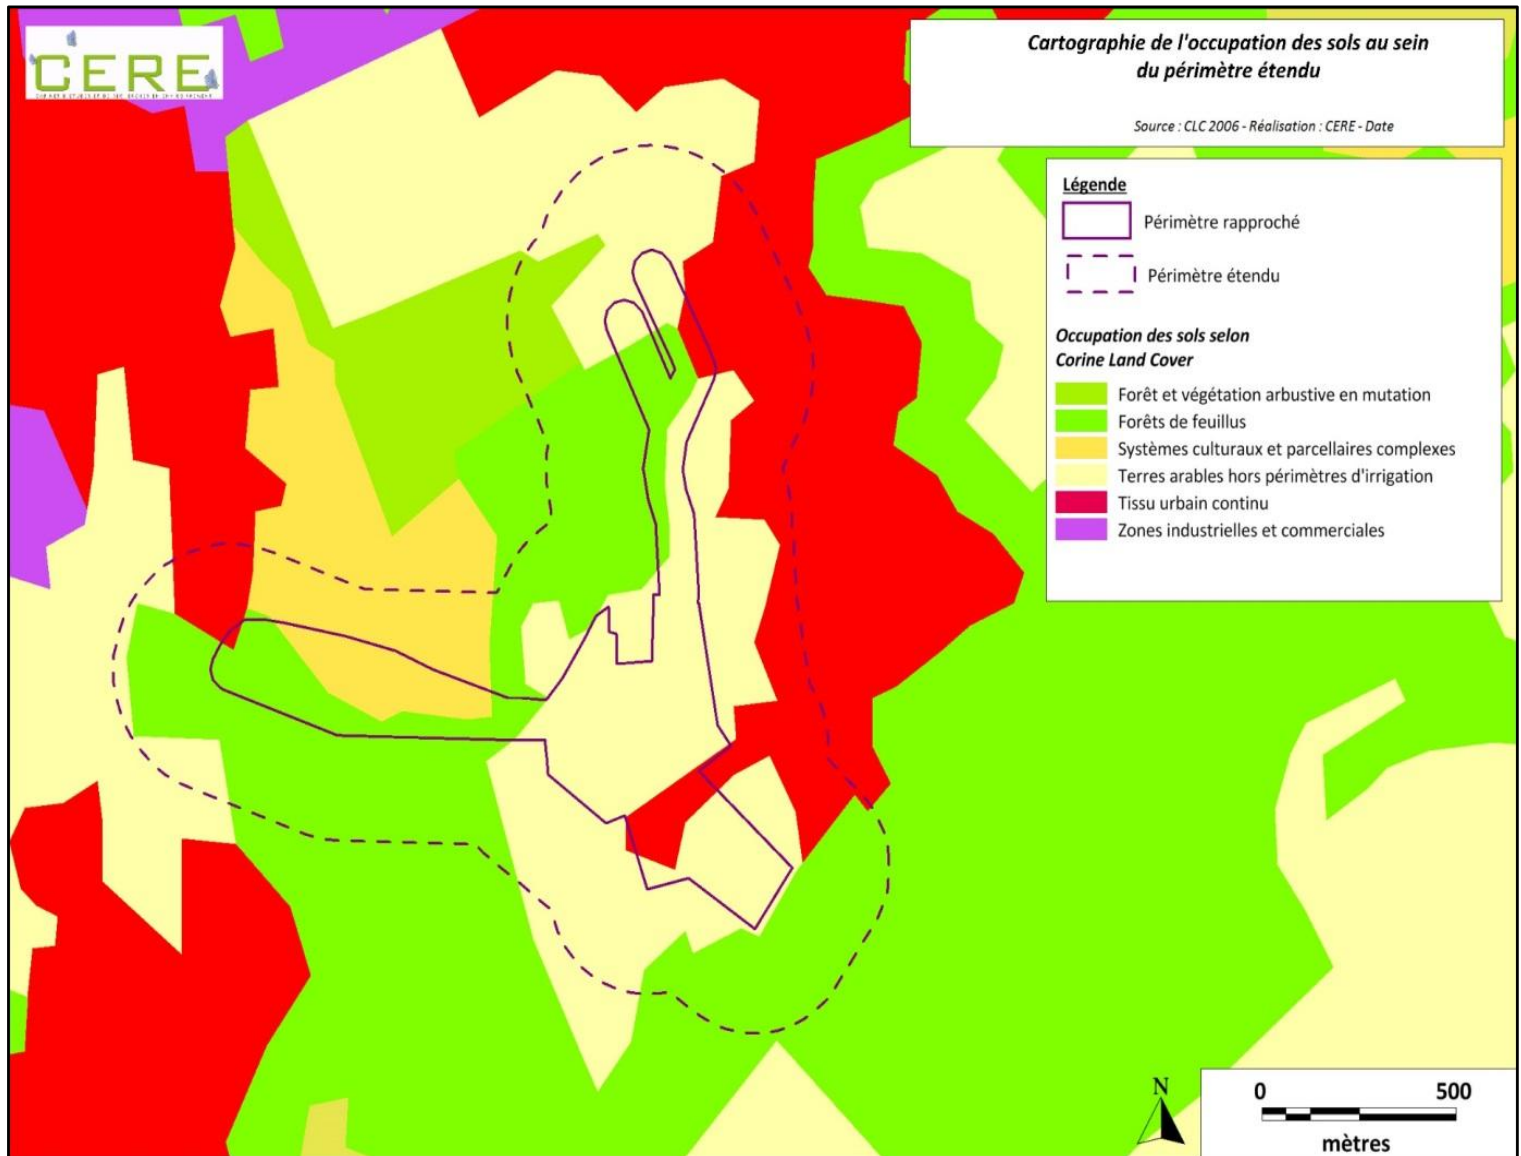 CERE
Cartographie de l'occupation des sols au sein
du périmètre étendu
Source : CLC 2006 - Réalisation : CERE - Date
Légende
Périmètre rapproché
Périmètre étendu
Occupation des sols selon
Corine Land Cover
Forêt et végétation arbustive en mutation
Forêts de feuillus
Systèmes culturaux et parcellaires complexes
Terres arables hors périmètres d'irrigation
Tissu urbain continu
Zones industrielles et commerciales
N
0 500
mètres